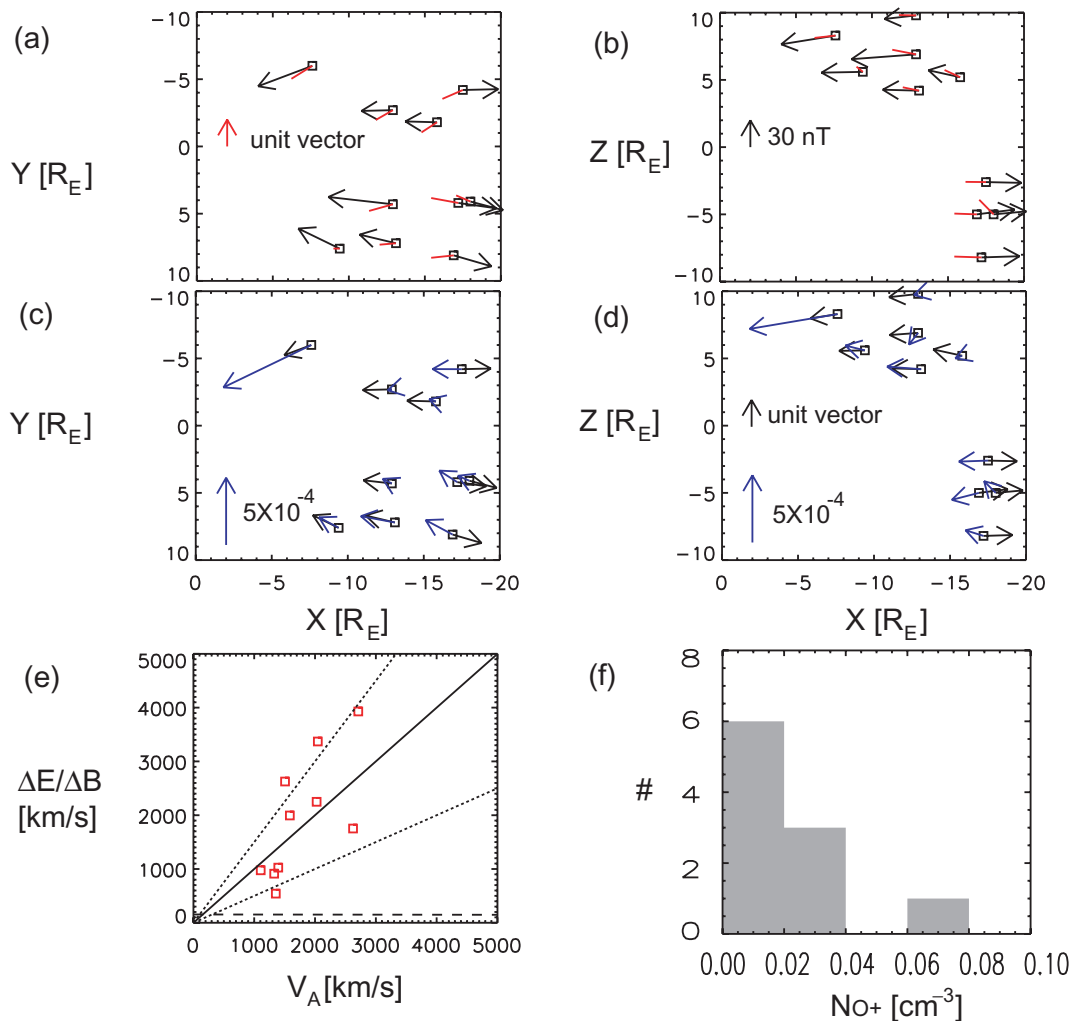 (a)
-10
-5
0
5
10
Y [R_E]
unit vector
(b)
10
5
0
-5
-10
Z [R_E]
30 nT
(c)
-10
-5
0
5
10
Y [R_E]
5X10^-4
0 -5 -10 -15 -20
X [R_E]
(d)
10
5
0
-5
-10
Z [R_E]
unit vector
5X10^-4
0 -5 -10 -15 -20
X [R_E]
(e)
5000
4000
3000
2000
1000
0
ΔE/ΔB
[km/s]
0 1000 2000 3000 4000 5000
V_A [km/s]
(f)
8
6
4
2
0
#
0.00 0.02 0.04 0.06 0.08 0.10
N_O+ [cm^-3]